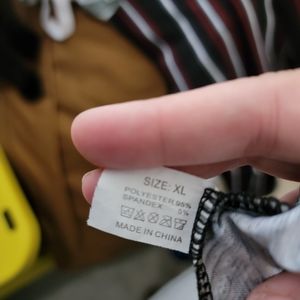 SIZE: XL
POLYESTER 95%
SPANDEX 5%
MADE IN CHINA